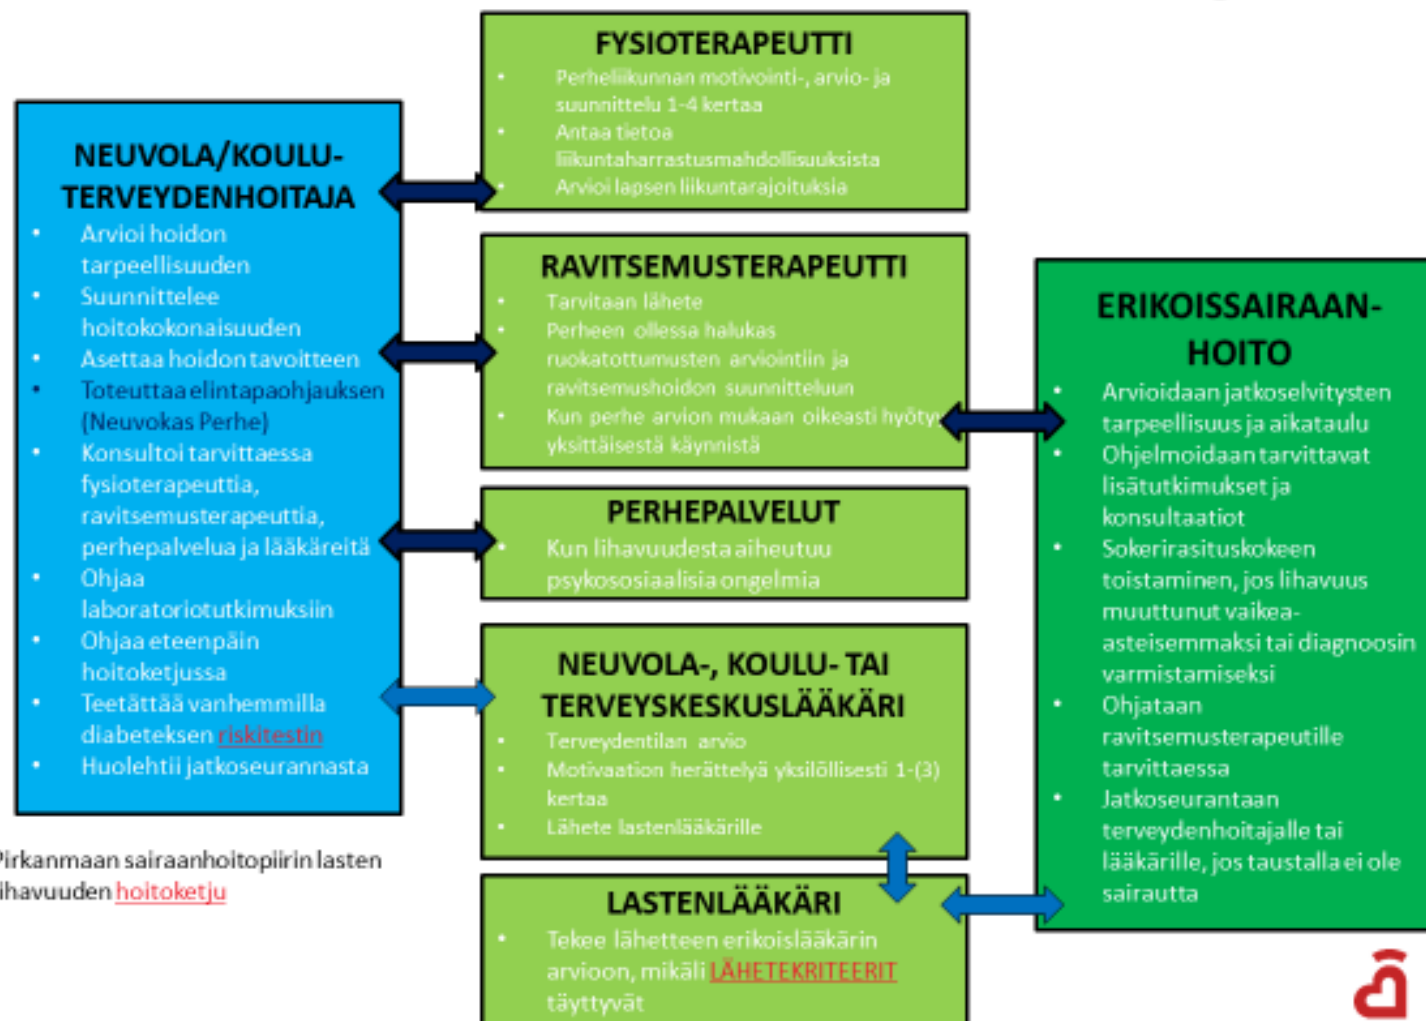 FYSIOTERAPEUTTI
• Perheliikunnan motivointi-, arvio- ja
suunnittelu 1-4 kertaa
• Antaa tietoa
liikuntaharrastusmahdollisuuksista
• Arvioi lapsen liikuntarajoituksia
NEUVOLA/KOULU-
TERVEYDENHOITAJA
• Arvioi hoidon
tarpeellisuuden
• Suunnittelee
hoitokokonaisuuden
• Asettaa hoidon tavoitteen
• Toteuttaa elintapaohjauksen
(Neuvokas Perhe)
• Konsultoi tarvittaessa
fysioterapeuttia,
ravitsemusterapeuttia,
perhepalvelua ja lääkäreitä
• Ohjaa
laboratoriotutkimuksiin
• Ohjaa eteenpäin
hoitoketjussa
• Teetättää vanhemmilla
diabeteksen riskitestin
• Huolehtii jatkoseurannasta
RAVITSEMUSTERAPEUTTI
• Tarvitaan lähete
• Perheen ollessa halukas
ruokatottumusten arviointiin ja
ravitsemushoidon suunnitteluun
• Kun perhe arvion mukaan oikeasti hyötyy
yksittäisestä käynnistä
PERHEPALVELUT
• Kun lihavuudesta aiheutuu
psykososiaalisia ongelmia
NEUVOLA-, KOULU- TAI
TERVEYSKESKUSLÄÄKÄRI
• Terveydentilan arvio
• Motivaation herättelyä yksilöllisesti 1-(3)
kertaa
• Lähete lastenlääkärille
LASTENLÄÄKÄRI
• Tekee lähetteen erikoislääkärin
arvioon, mikäli LÄHETEKRITEERIT
täyttyvät
ERIKOISSAIRAAN-
HOITO
• Arvioidaan jatkoselvitysten
tarpeellisuus ja aikataulu
• Ohjelmoidaan tarvittavat
lisätutkimukset ja
konsultaatiot
• Sokerirasituskokeen
toistaminen, jos lihavuus
muuttunut vaikea-
asteisemmaksi tai diagnoosin
varmistamiseksi
• Ohjataan
ravitsemusterapeutille
tarvittaessa
• Jatkoseurantaan
terveydenhoitajalle tai
lääkärille, jos taustalla ei ole
sairautta
Pirkanmaan sairaanhoitopiirin lasten
lihavuuden hoitoketju